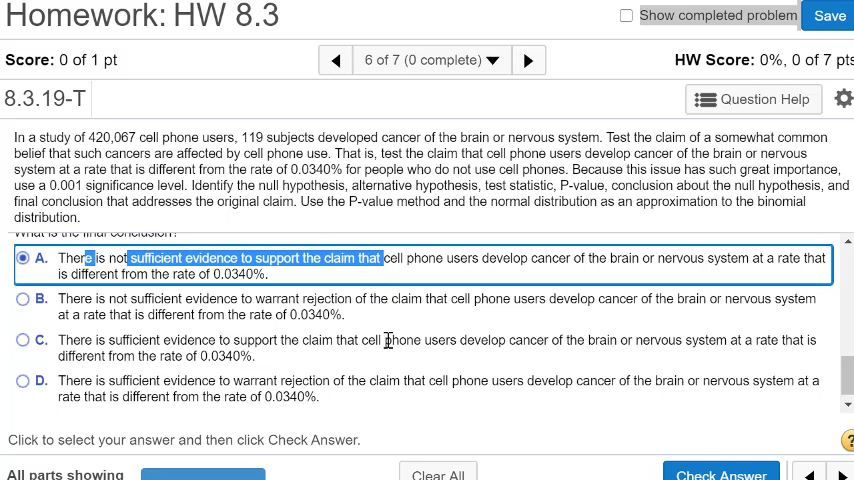 Homework: HW 8.3
Show completed problem
Save
Score: 0 of 1 pt
6 of 7 (0 complete)
HW Score: 0%, 0 of 7 pts
8.3.19-T
Question Help
In a study of 420,067 cell phone users, 119 subjects developed cancer of the brain or nervous system. Test the claim of a somewhat common
belief that such cancers are affected by cell phone use. That is, test the claim that cell phone users develop cancer of the brain or nervous
system at a rate that is different from the rate of 0.0340% for people who do not use cell phones. Because this issue has such great importance,
use a 0.001 significance level. Identify the null hypothesis, alternative hypothesis, test statistic, P-value, conclusion about the null hypothesis, and
final conclusion that addresses the original claim. Use the P-value method and the normal distribution as an approximation to the binomial
distribution.
What is the final conclusion?
A. There is not sufficient evidence to support the claim that cell phone users develop cancer of the brain or nervous system at a rate that
is different from the rate of 0.0340%.
B. There is not sufficient evidence to warrant rejection of the claim that cell phone users develop cancer of the brain or nervous system
at a rate that is different from the rate of 0.0340%.
C. There is sufficient evidence to support the claim that cell phone users develop cancer of the brain or nervous system at a rate that is
different from the rate of 0.0340%.
D. There is sufficient evidence to warrant rejection of the claim that cell phone users develop cancer of the brain or nervous system at a
rate that is different from the rate of 0.0340%.
Click to select your answer and then click Check Answer.
?
All parts showing
Clear All
Check Answer